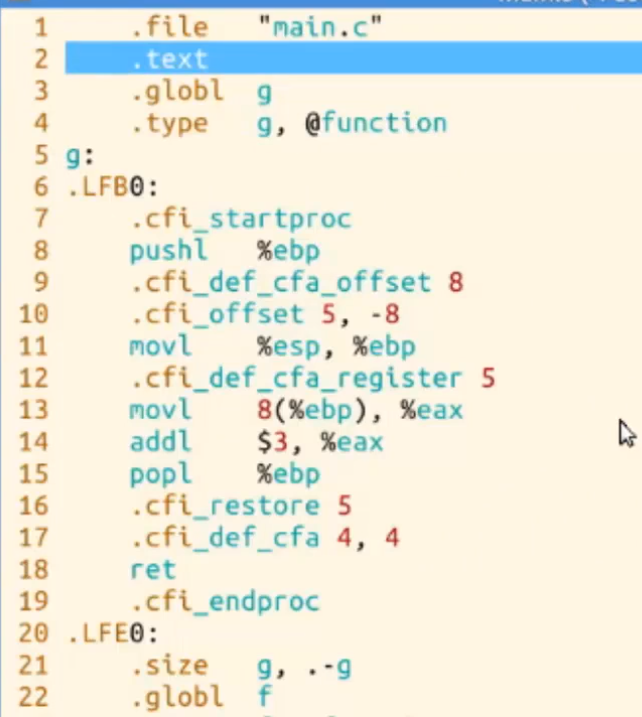 1 .file "main.c"
2 .text
3 .globl g
4 .type g, @function
5 g:
6 .LFB0:
7 .cfi_startproc
8 pushl %ebp
9 .cfi_def_cfa_offset 8
10 .cfi_offset 5, -8
11 movl %esp, %ebp
12 .cfi_def_cfa_register 5
13 movl 8(%ebp), %eax
14 addl $3, %eax
15 popl %ebp
16 .cfi_restore 5
17 .cfi_def_cfa 4, 4
18 ret
19 .cfi_endproc
20 .LFE0:
21 .size g, .-g
22 .globl f